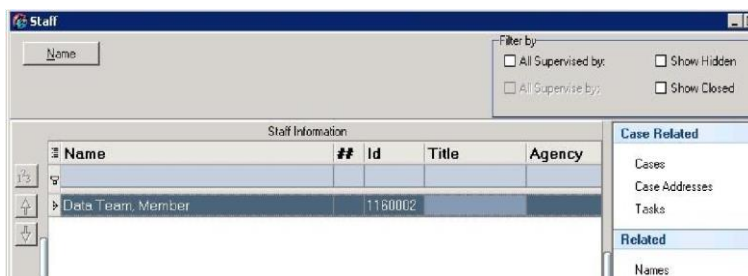 Staff
Name
Filter by
All Supervised by:
Show Hidden
All Supervise by:
Show Closed
Staff Information
Name ## Id Title Agency
Data Team, Member 1160002
Case Related
Cases
Case Addresses
Tasks
Related
Names